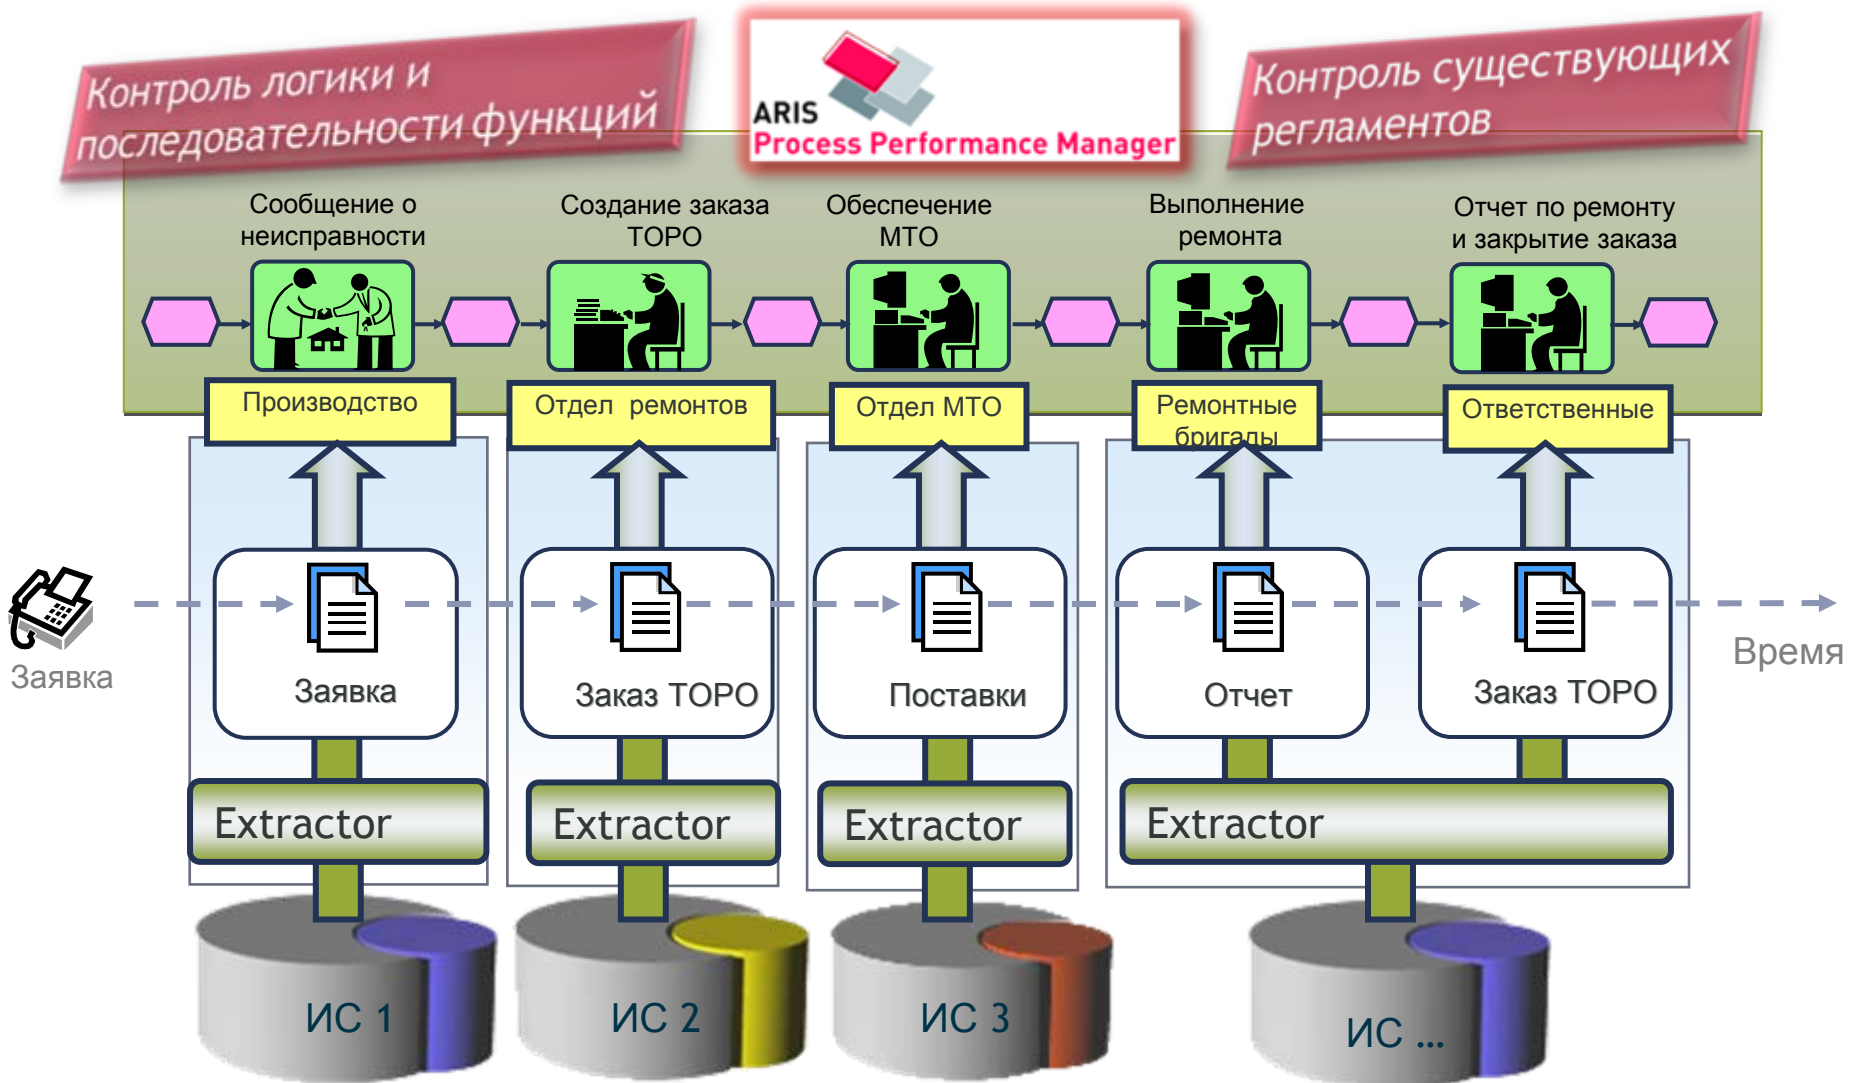 Контроль логики и
последовательности функций
ARIS
Process Performance Manager
Контроль существующих
регламентов
Сообщение о
неисправности
Создание заказа
ТОРО
Обеспечение
МТО
Выполнение
ремонта
Отчет по ремонту
и закрытие заказа
Производство
Отдел ремонтов
Отдел МТО
Ремонтные
бригады
Ответственные
Заявка
Заявка
Заказ ТОРО
Поставки
Отчет
Заказ ТОРО
Время
Extractor
Extractor
Extractor
Extractor
ИС 1
ИС 2
ИС 3
ИС ...